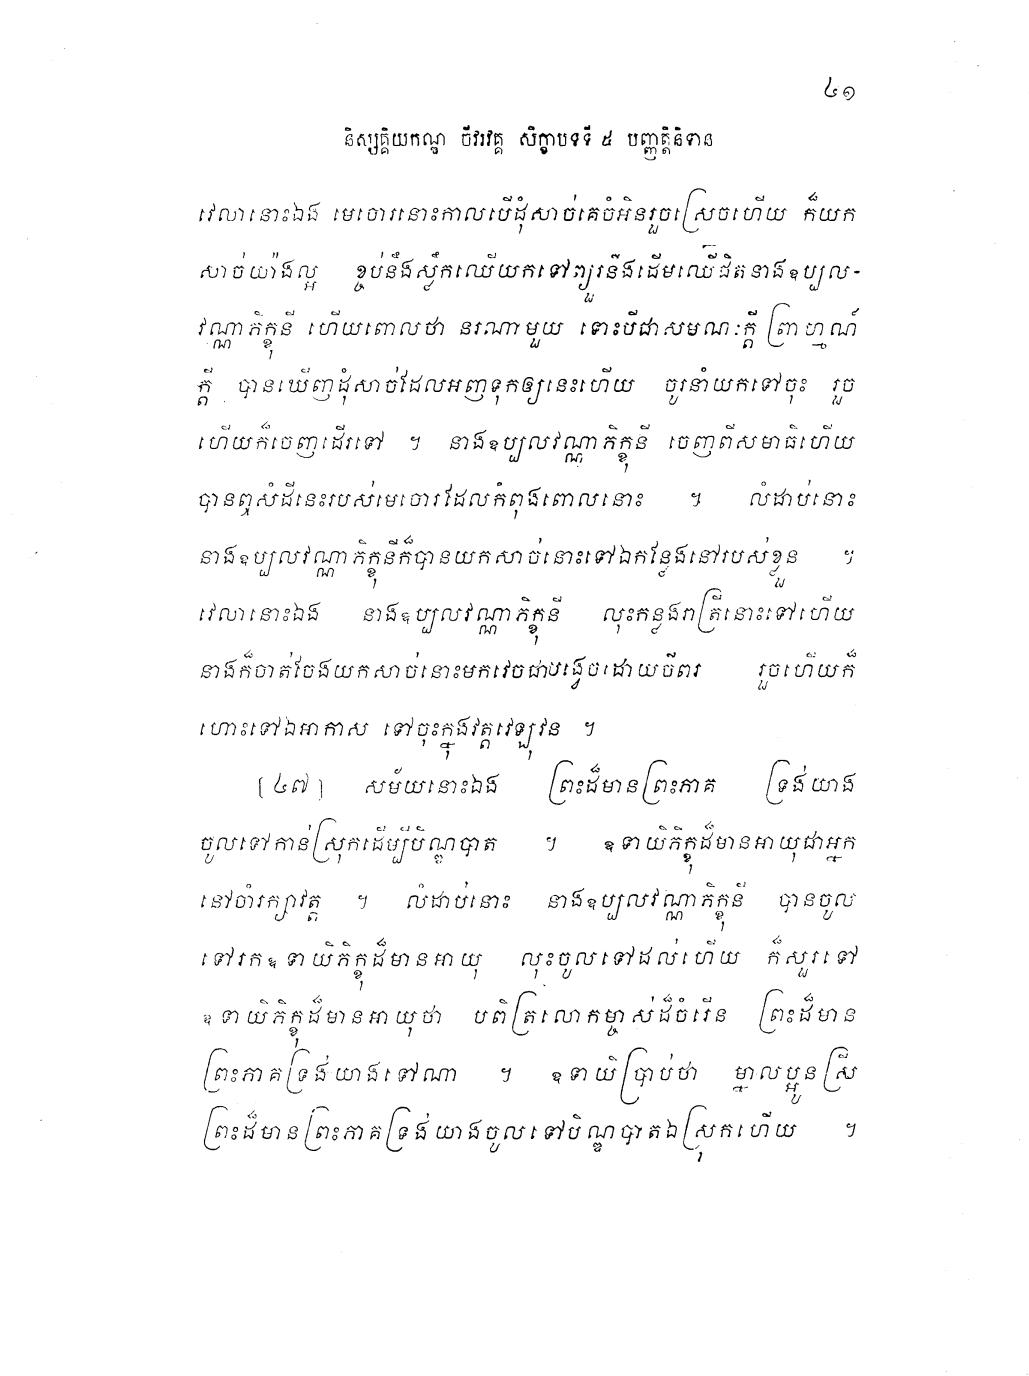 ៤១
និស្សគ្គិយកណ្ឌ ចីវរវគ្គ សិក្ខាបទទី ៥ បញ្ញត្តិនិទាន
វេលានោះឯង មេចោរនោះកាលបើដុំសាច់គេចំអិនរួចស្រេចហើយ ក៏យក
សាច់យ៉ាងល្អ ខ្ចប់នឹងស្លឹកឈើយកទៅព្យួរនឹងដើមឈើជិតនាងឧប្បល-
វណ្ណាភិក្ខុនី ហើយពោលថា នរណាមួយ ទោះបីជាសមណៈក្តី ព្រាហ្មណ៍
ក្តី បានឃើញដុំសាច់ដែលអញទុកឲ្យនេះហើយ ចូរនាំយកទៅចុះ រួច
ហើយក៏ចេញដើរទៅ ។ នាងឧប្បលវណ្ណាភិក្ខុនី ចេញពីសមាធិហើយ
បានឮសំដីនេះរបស់មេចោរដែលកំពុងពោលនោះ ។ លំដាប់នោះ
នាងឧប្បលវណ្ណាភិក្ខុនីក៏បានយកសាច់នោះទៅឯកន្លែងនៅរបស់ខ្លួន ។
វេលានោះឯង នាងឧប្បលវណ្ណាភិក្ខុនី លុះកន្លងរាត្រីនោះទៅហើយ
នាងក៏ចាត់ចែងយកសាច់នោះមកវេចជាបង្វេចដោយចីពរ រួចហើយក៏
ហោះទៅឯអាកាស ទៅចុះក្នុងវត្តវេឡុវន ។
[៤៧] សម័យនោះឯង ព្រះដ៏មានព្រះភាគ ទ្រង់យាង
ចូលទៅកាន់ស្រុកដើម្បីបិណ្ឌបាត ។ ឧទាយិភិក្ខុដ៏មានអាយុជាអ្នក
នៅចាំរក្សាវត្ត ។ លំដាប់នោះ នាងឧប្បលវណ្ណាភិក្ខុនី បានចូល
ទៅរកឧទាយិភិក្ខុដ៏មានអាយុ លុះចូលទៅដល់ហើយ ក៏សួរទៅ
ឧទាយិភិក្ខុដ៏មានអាយុថា បពិត្រលោកម្ចាស់ដ៏ចំរើន ព្រះដ៏មាន
ព្រះភាគទ្រង់យាងទៅណា ។ ឧទាយិប្រាប់ថា ម្នាលប្អូនស្រី
ព្រះដ៏មានព្រះភាគទ្រង់យាងចូលទៅបិណ្ឌបាតឯស្រុកហើយ ។